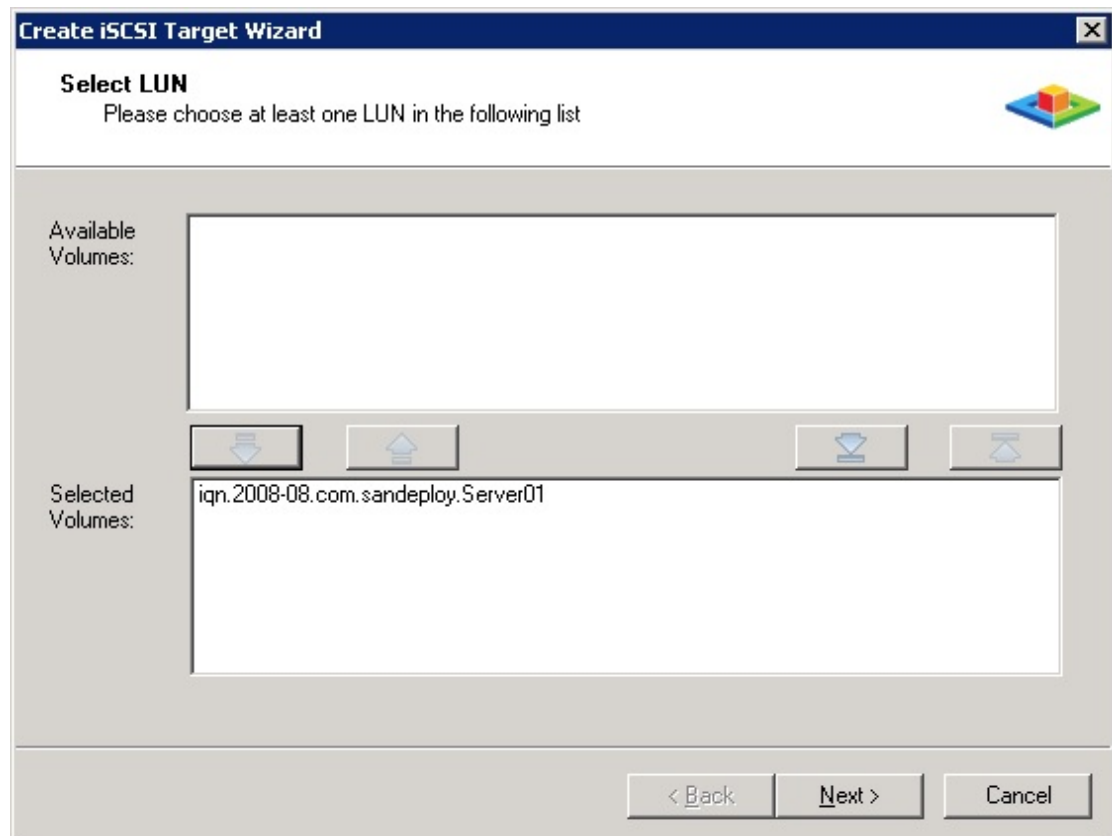 Create iSCSI Target Wizard
Select LUN
Please choose at least one LUN in the following list
Available
Volumes:
Selected
Volumes:
iqn.2008-08.com.sandeploy.Server01
< Back
Next >
Cancel